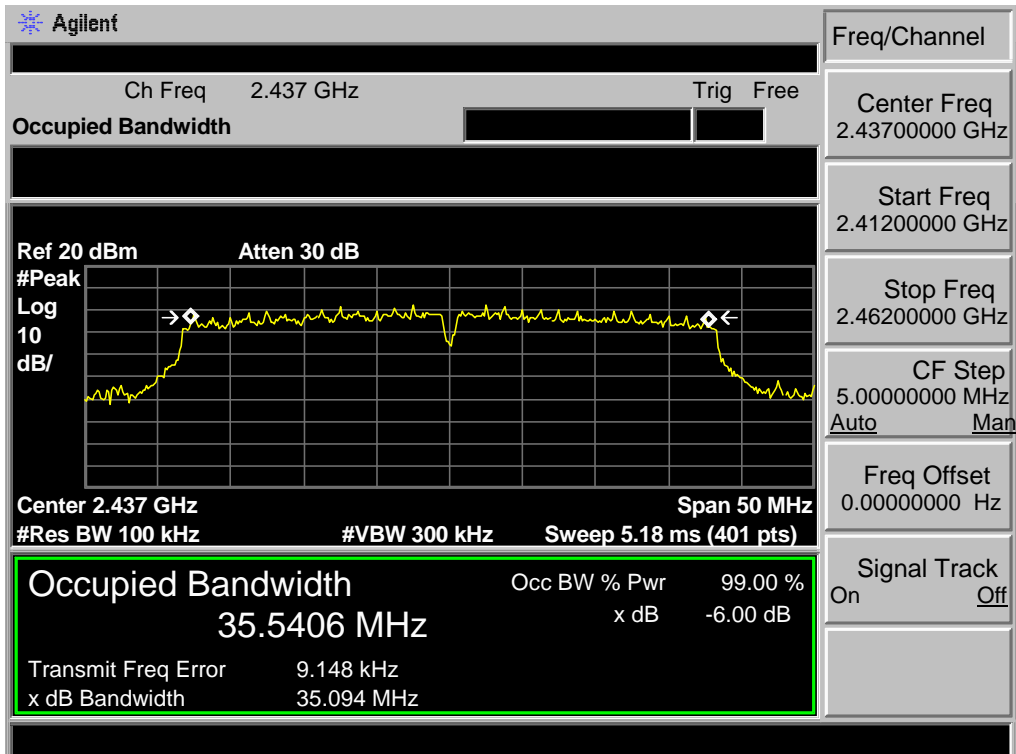 Agilent
Freq/Channel
Ch Freq 2.437 GHz Trig Free
Occupied Bandwidth
Center Freq
2.43700000 GHz
Start Freq
2.41200000 GHz
Stop Freq
2.46200000 GHz
CF Step
5.00000000 MHz
Auto Man
Freq Offset
0.00000000 Hz
Signal Track
On Off
Ref 20 dBm Atten 30 dB
#Peak
Log
10
dB/
Center 2.437 GHz Span 50 MHz
#Res BW 100 kHz #VBW 300 kHz Sweep 5.18 ms (401 pts)
Occupied Bandwidth Occ BW % Pwr 99.00 %
35.5406 MHz x dB -6.00 dB
Transmit Freq Error 9.148 kHz
x dB Bandwidth 35.094 MHz